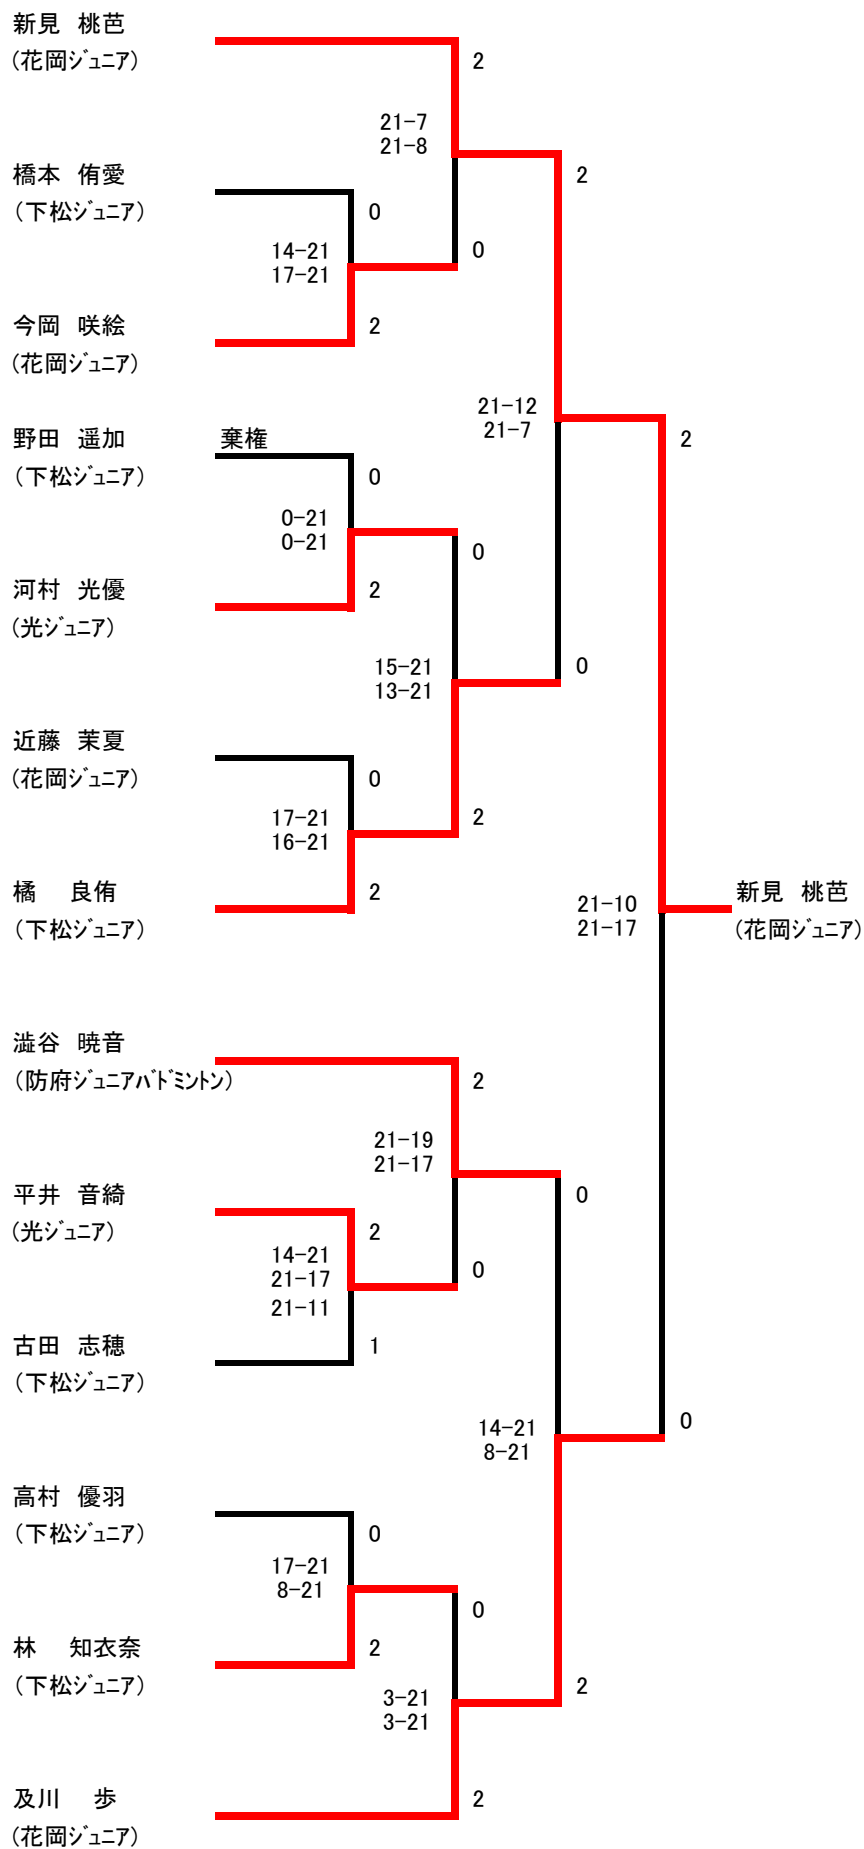 新見 桃芭
(花岡ジュニア)
2
21-7
21-8
2
橋本 侑愛
(下松ジュニア)
0
14-21
17-21
0
今岡 咲絵
(花岡ジュニア)
2
21-12
21-7
2
野田 遥加
棄権
(下松ジュニア)
0
0-21
0-21
0
河村 光優
(光ジュニア)
2
15-21
13-21
0
近藤 茉夏
(花岡ジュニア)
0
17-21
16-21
2
橘 良侑
(下松ジュニア)
2
21-10
21-17
新見 桃芭
(花岡ジュニア)
澁谷 暁音
(防府ジュニアバドミントン)
2
21-19
21-17
0
平井 音綺
(光ジュニア)
2
14-21
21-17
21-11
0
古田 志穂
(下松ジュニア)
1
14-21
8-21
0
高村 優羽
(下松ジュニア)
0
17-21
8-21
0
林 知衣奈
(下松ジュニア)
2
3-21
3-21
2
及川 歩
(花岡ジュニア)
2